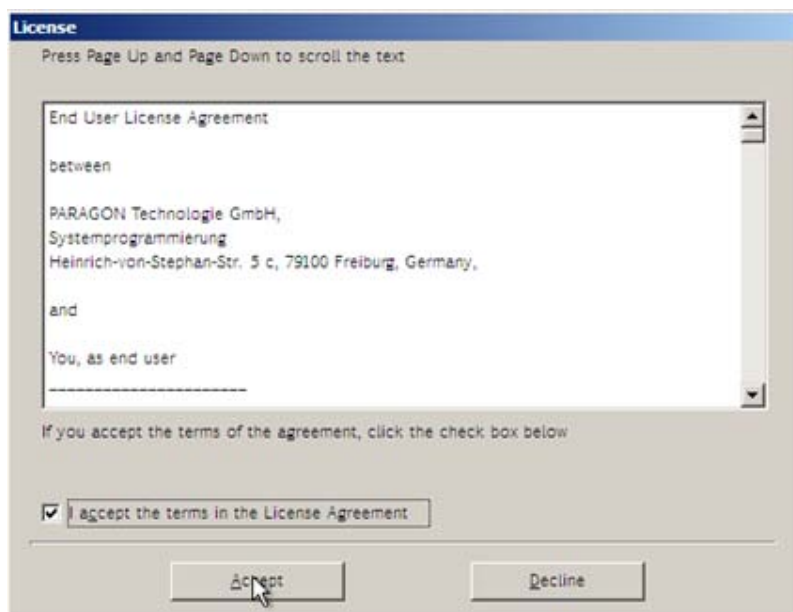 License
Press Page Up and Page Down to scroll the text
End User License Agreement
between
PARAGON Technologie GmbH,
Systemprogrammierung
Heinrich-von-Stephan-Str. 5 c, 79100 Freiburg, Germany,
and
You, as end user
-----------------------
If you accept the terms of the agreement, click the check box below
I accept the terms in the License Agreement
Accept
Decline